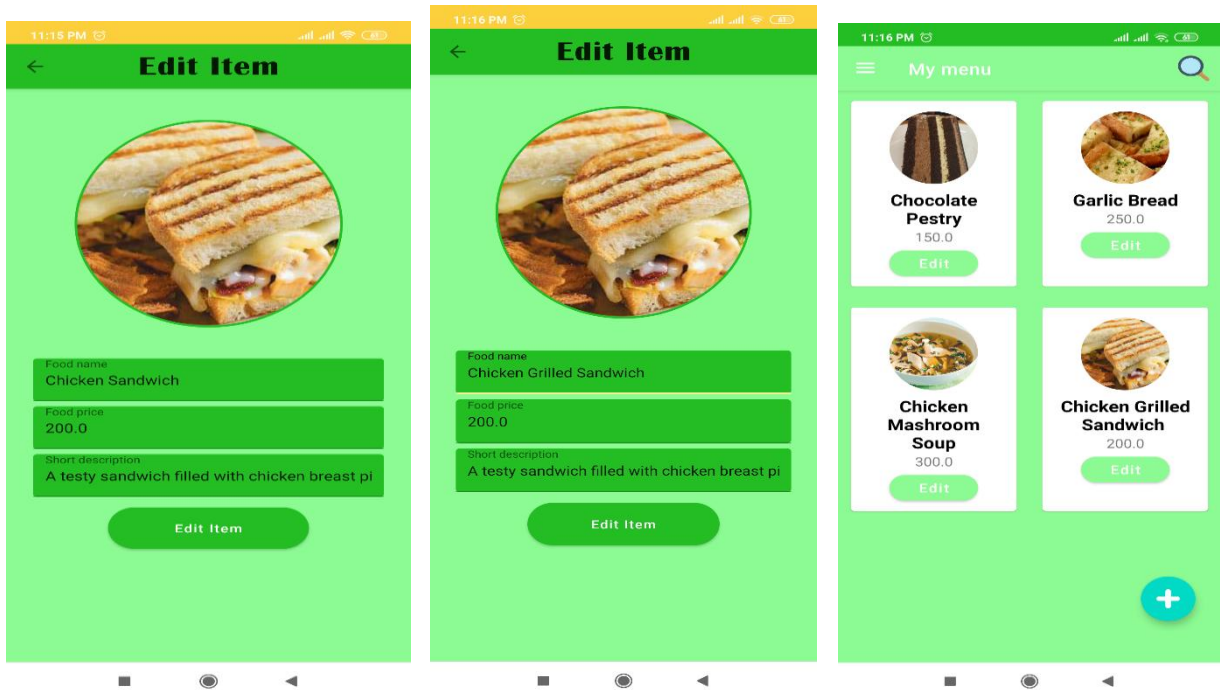 11:15 PM
61
Edit Item
Food name
Chicken Sandwich
Food price
200.0
Short description
A testy sandwich filled with chicken breast pi
Edit Item
11:16 PM
Edit Item
Food name
Chicken Grilled Sandwich
Food price
200.0
Short description
A testy sandwich filled with chicken breast pi
Edit Item
11:16 PM
61
My menu
Chocolate
Pestry
150.0
Edit
Garlic Bread
250.0
Edit
Chicken
Mashroom
Soup
300.0
Edit
Chicken Grilled
Sandwich
200.0
Edit